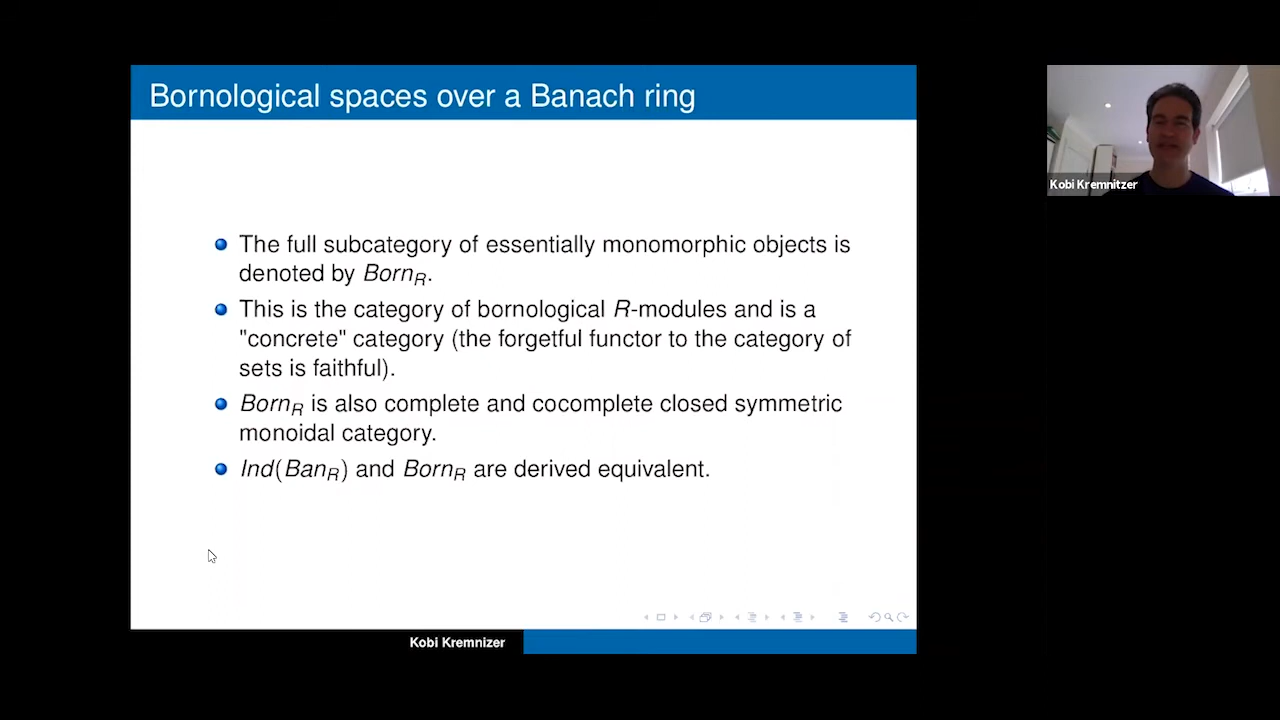 Bornological spaces over a Banach ring
The full subcategory of essentially monomorphic objects is
denoted by Born_R.
This is the category of bornological R-modules and is a
"concrete" category (the forgetful functor to the category of
sets is faithful).
Born_R is also complete and cocomplete closed symmetric
monoidal category.
Ind(Ban_R) and Born_R are derived equivalent.
Kobi Kremnizer
Kobi Kremnitzer